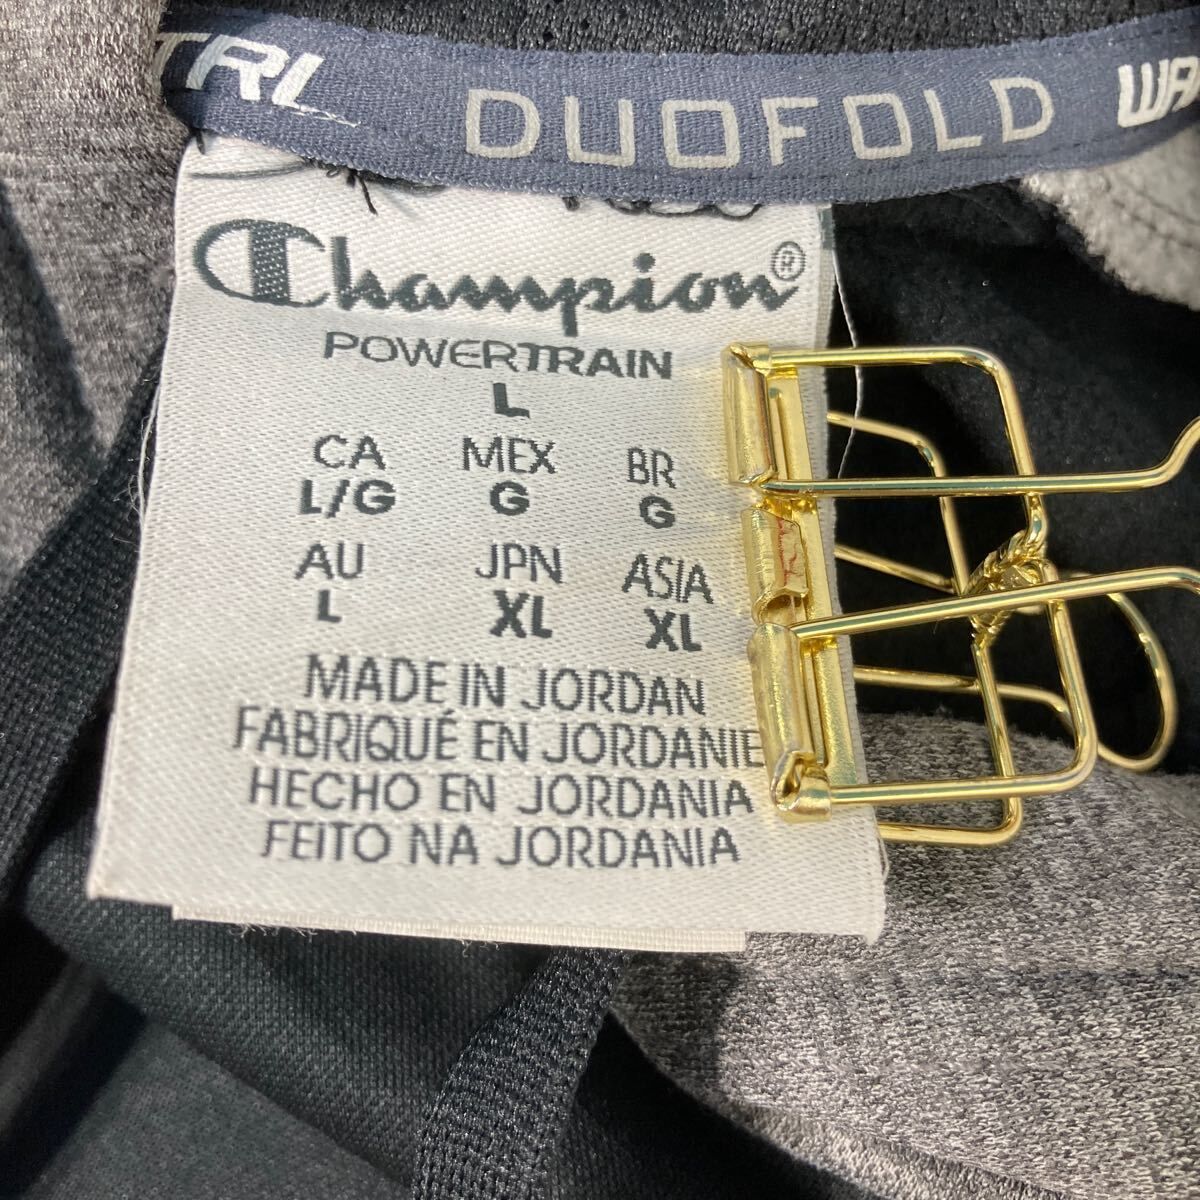 TRL DUOFOLD
Champion®
POWERTRAIN
L
CA MEX BR
L/G G G
AU JPN ASIA
L XL XL
MADE IN JORDAN
FABRIQUÉ EN JORDANIE
HECHO EN JORDANIA
FEITO NA JORDANIA